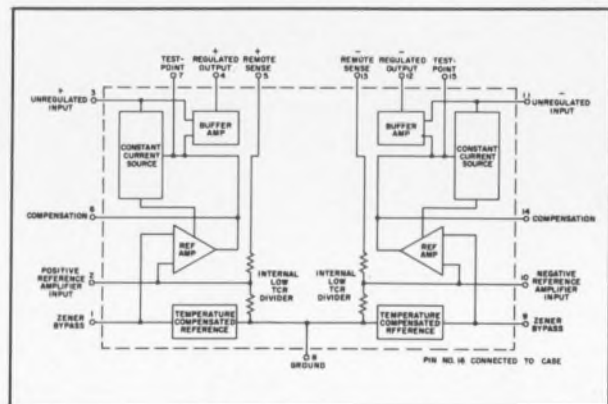 TEST-
POINT
7
+
REGULATED
OUTPUT
4
+
REMOTE
SENSE
5
−
REMOTE
SENSE
13
−
REGULATED
OUTPUT
12
TEST-
POINT
15
+
UNREGULATED
INPUT
3
BUFFER
AMP
BUFFER
AMP
11
−
UNREGULATED
INPUT
CONSTANT
CURRENT
SOURCE
CONSTANT
CURRENT
SOURCE
COMPENSATION
6
14
COMPENSATION
REF
AMP
REF
AMP
POSITIVE REFERENCE
AMPLIFIER
INPUT
2
INTERNAL
LOW
TCR
DIVIDER
INTERNAL
LOW
TCR
DIVIDER
10
NEGATIVE
REFERENCE
AMPLIFIER
INPUT
ZENER
BYPASS
1
TEMPERATURE
COMPENSATED
REFERENCE
TEMPERATURE
COMPENSATED
REFERENCE
9
ZENER
BYPASS
8
GROUND
PIN NO. 16 CONNECTED TO CASE